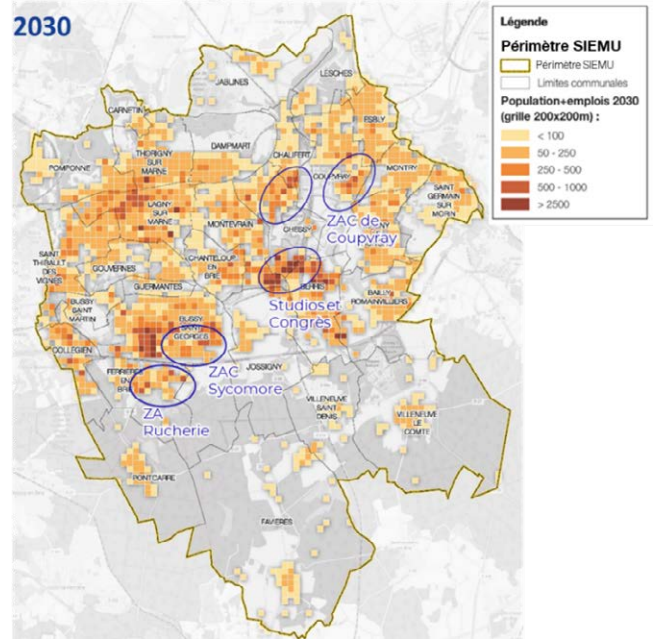 2030
Légende
Périmètre SIEMU
Périmètre SIEMU
Limites communales
Population+emplois 2030
(grille 200x200m) :
< 100
50 - 250
250 - 500
500 - 1000
> 2500
LESCHES
JABLINES
CARNETIN
ESBLY
DAMPMART
THORIGNY
SUR
MARNE
CHALIFERT
POMPONNE
COUPVRAY
MONTRY
SAINT
GERMAIN
SUR
MORIN
LAGNY
SUR
MARNE
MONTEVRAIN
CHESSY
ZAC de
Coupvray
SAINT
THIBAULT
DES
VIGNES
GOUVERNES
CHANTELOUP
EN
BRIE
GUERMANTES
SERRIS
BAILLY
ROMAINVILLIERS
Studios et
Congrès
BUSSY
SAINT
MARTIN
BUSSY
SAINT
GEORGES
COLLEGIEN
JOSSIGNY
FERRIERES
EN
BRIE
ZAC
Sycomore
ZA
Rucherie
VILLENEUVE
SAINT
DENIS
VILLENEUVE
LE
COMTE
PONTCARRE
FAVIERES